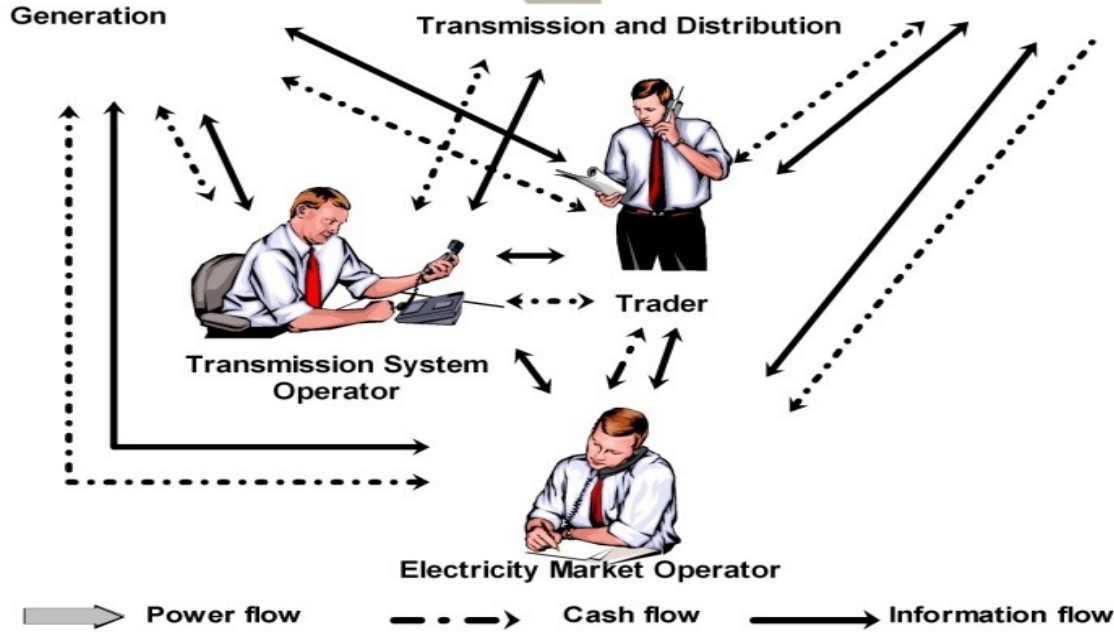 Generation
Transmission and Distribution
Trader
Transmission System
Operator
Electricity Market Operator
Power flow
Cash flow
Information flow